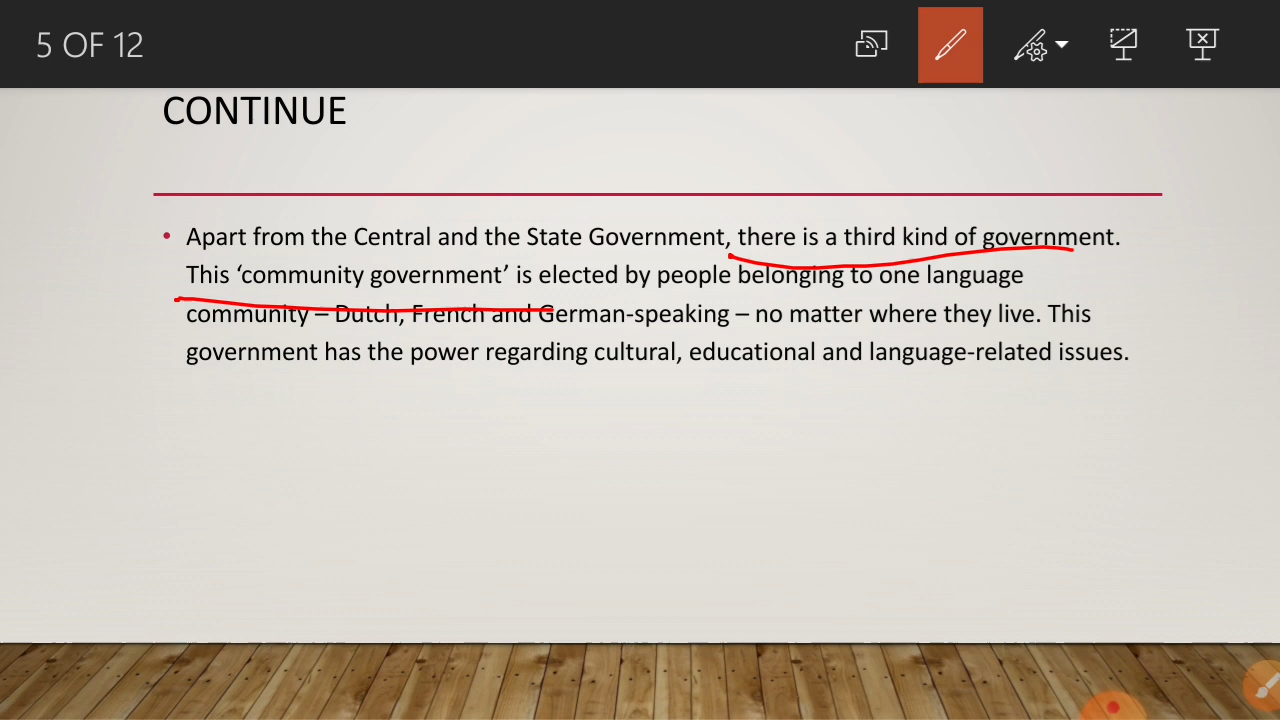 5 OF 12
CONTINUE
• Apart from the Central and the State Government, there is a third kind of government.
This ‘community government’ is elected by people belonging to one language
community – Dutch, French and German-speaking – no matter where they live. This
government has the power regarding cultural, educational and language-related issues.